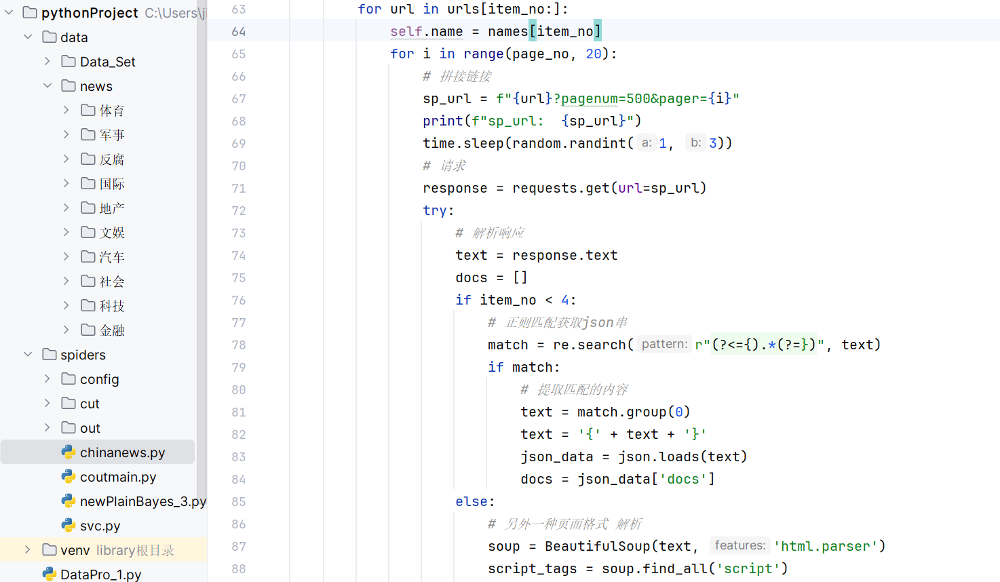 pythonProject C:\Users\ji
data
Data_Set
news
体育
军事
反腐
国际
地产
文娱
汽车
社会
科技
金融
spiders
config
cut
out
chinanews.py
coutmain.py
newPlainBayes_3.py
svc.py
venv library根目录
DataPro_1.py
63 for url in urls[item_no:]:
64 self.name = names[item_no]
65 for i in range(page_no, 20):
66 # 拼接链接
67 sp_url = f"{url}?pagenum=500&pager={i}"
68 print(f"sp_url:  {sp_url}")
69 time.sleep(random.randint( a: 1, b: 3))
70 # 请求
71 response = requests.get(url=sp_url)
72 try:
73 # 解析响应
74 text = response.text
75 docs = []
76 if item_no < 4:
77 # 正则匹配获取json串
78 match = re.search( pattern: r"(?<={).*(?=})", text)
79 if match:
80 # 提取匹配的内容
81 text = match.group(0)
82 text = '{' + text + '}'
83 json_data = json.loads(text)
84 docs = json_data['docs']
85 else:
86 # 另外一种页面格式 解析
87 soup = BeautifulSoup(text, features: 'html.parser')
88 script_tags = soup.find_all('script')